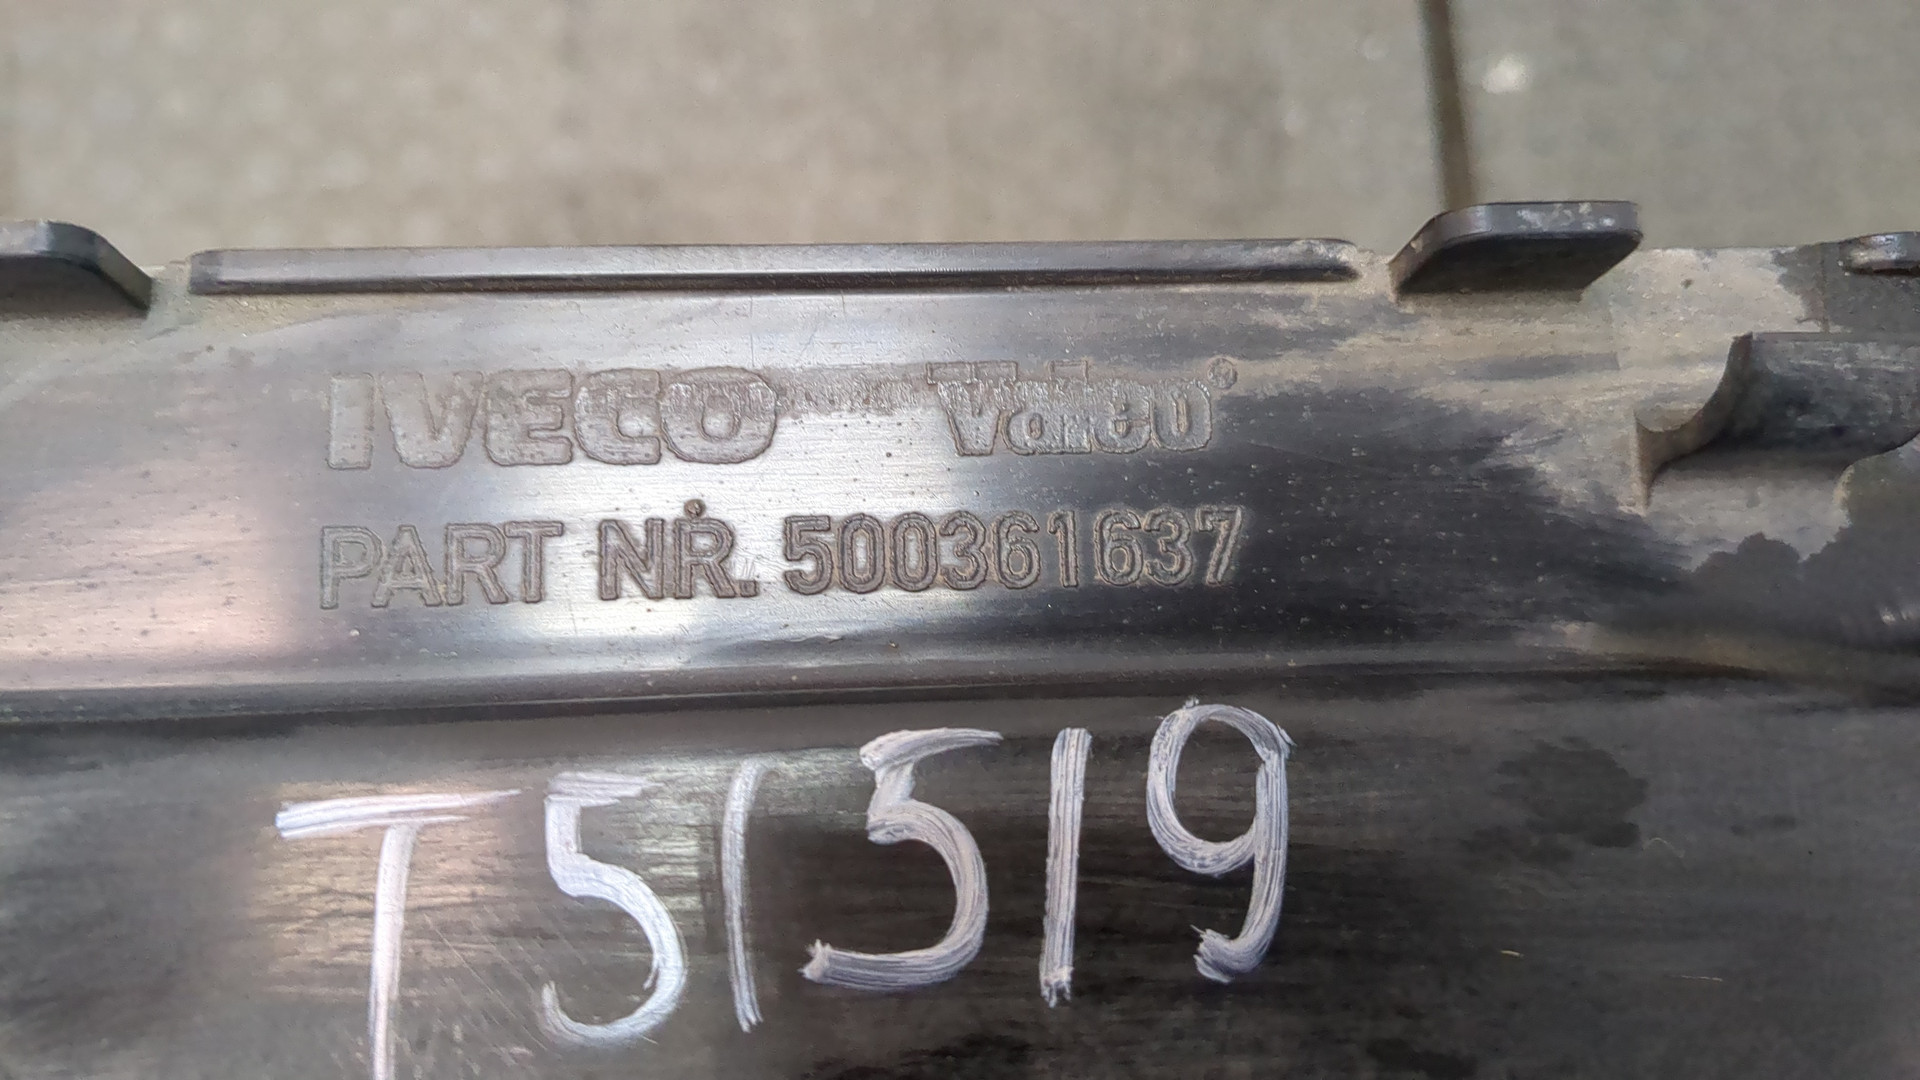 IVECO Valeo®
PART NR. 500361637
T51519